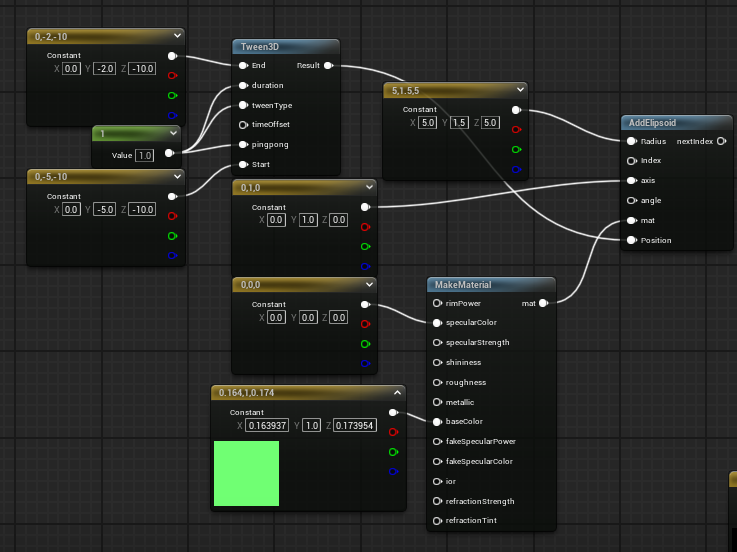 0,-2,-10
Constant
X 0.0 Y -2.0 Z -10.0
1
Value 1.0
0,-5,-10
Constant
X 0.0 Y -5.0 Z -10.0
Tween3D
End Result
duration
tweenType
timeOffset
pingpong
Start
5,1.5,5
Constant
X 5.0 Y 1.5 Z 5.0
0,1,0
Constant
X 0.0 Y 1.0 Z 0.0
0,0,0
Constant
X 0.0 Y 0.0 Z 0.0
0.164,1,0.174
Constant
X 0.163937 Y 1.0 Z 0.173954
MakeMaterial
rimPower mat
specularColor
specularStrength
shininess
roughness
metallic
baseColor
fakeSpecularPower
fakeSpecularColor
ior
refractionStrength
refractionTint
AddElipsoid
Radius nextIndex
Index
axis
angle
mat
Position